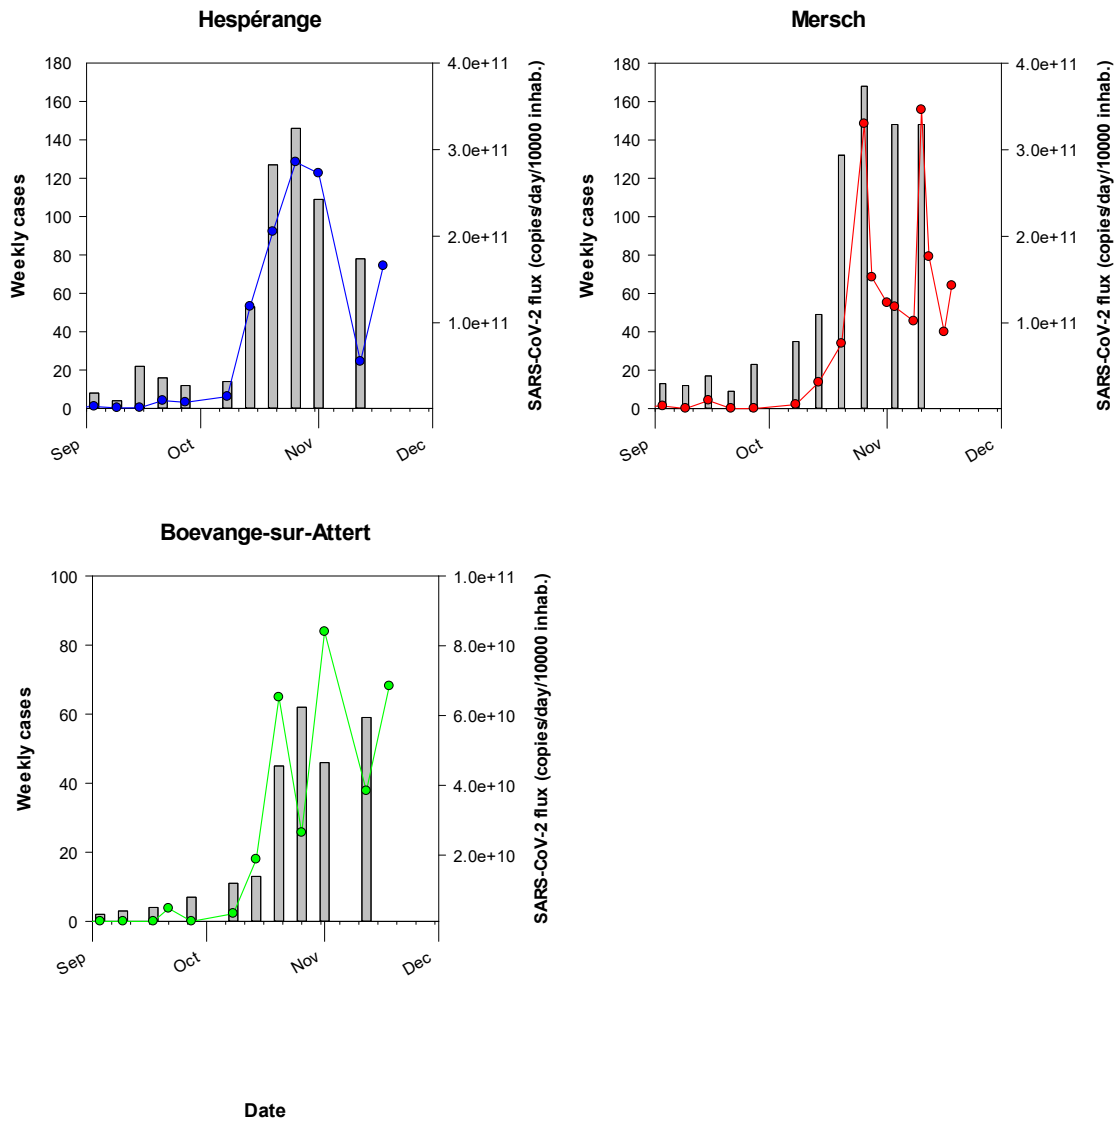 Hespérange
180
160
140
120
100
80
60
40
20
0
Weekly cases
4.0e+11
3.0e+11
2.0e+11
1.0e+11
SARS-CoV-2 flux (copies/day/10000 inhab.)
Sep
Oct
Nov
Dec
Mersch
180
160
140
120
100
80
60
40
20
0
Weekly cases
4.0e+11
3.0e+11
2.0e+11
1.0e+11
SARS-CoV-2 flux (copies/day/10000 inhab.)
Sep
Oct
Nov
Dec
Boevange-sur-Attert
100
80
60
40
20
0
Weekly cases
1.0e+11
8.0e+10
6.0e+10
4.0e+10
2.0e+10
SARS-CoV-2 flux (copies/day/10000 inhab.)
Sep
Oct
Nov
Dec
Date